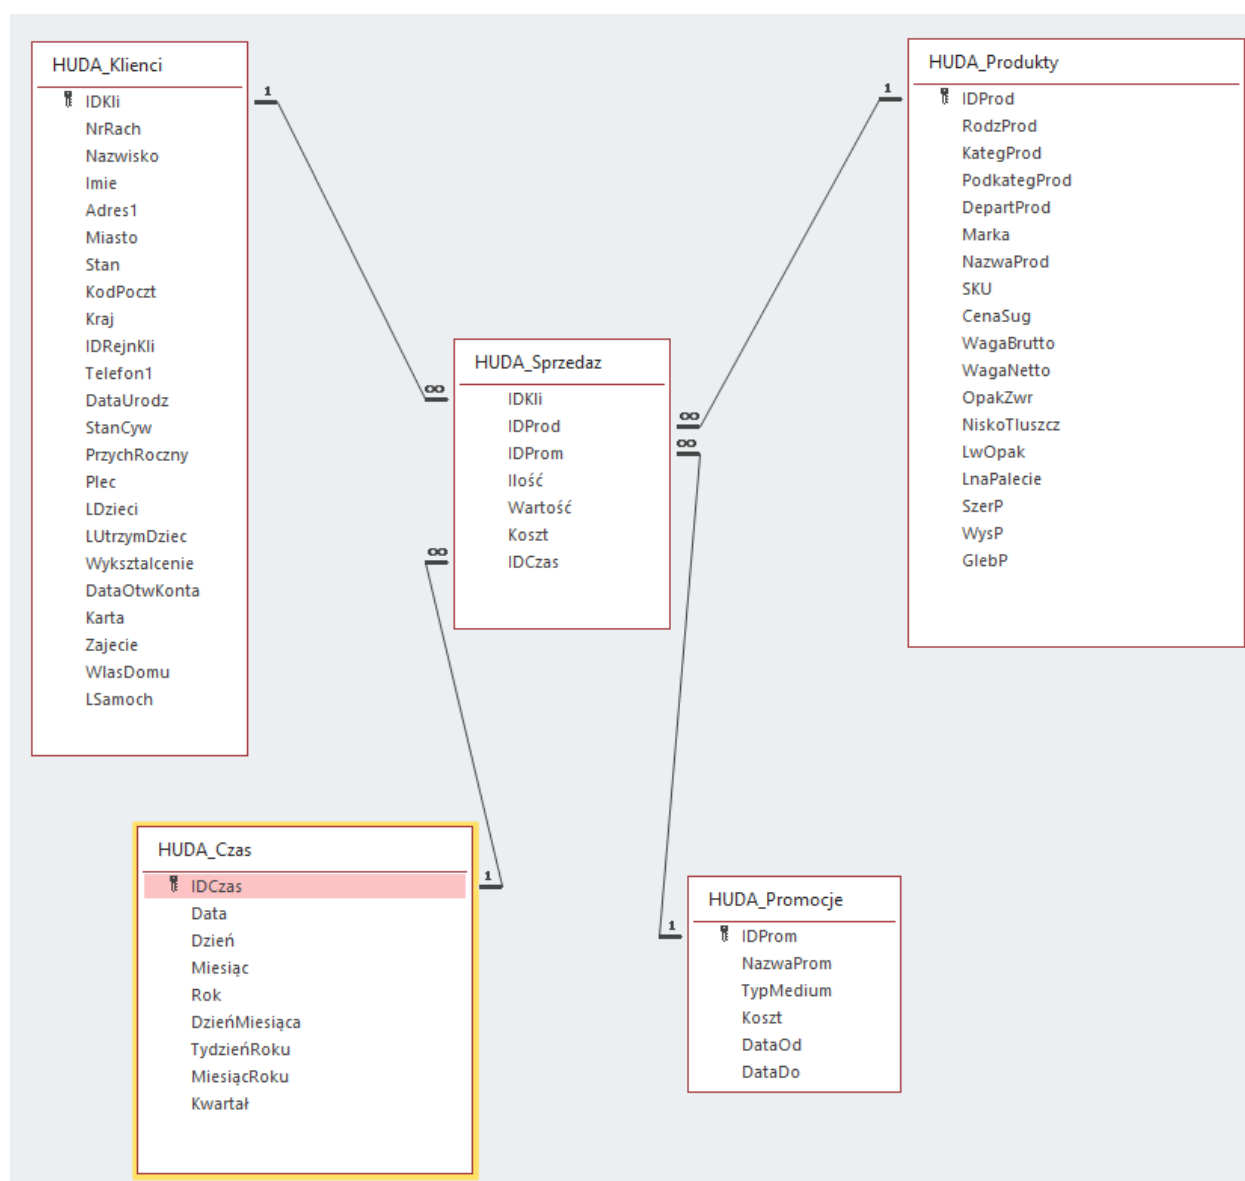 HUDA_Klienci
IDKli
NrRach
Nazwisko
Imie
Adres1
Miasto
Stan
KodPoczt
Kraj
IDRejnKli
Telefon1
DataUrodz
StanCyw
PrzychRoczny
Plec
LDzieci
LUtrzymDziec
Wyksztalcenie
DataOtwKonta
Karta
Zajecie
WlasDomu
LSamoch
1
∞
HUDA_Sprzedaz
IDKli
IDProd
IDProm
Ilość
Wartość
Koszt
IDCzas
∞
∞
∞
1
HUDA_Produkty
IDProd
RodzProd
KategProd
PodkategProd
DepartProd
Marka
NazwaProd
SKU
CenaSug
WagaBrutto
WagaNetto
OpakZwr
NiskoTluszcz
LwOpak
LnaPalecie
SzerP
WysP
GlebP
HUDA_Czas
IDCzas
Data
Dzień
Miesiąc
Rok
DzieńMiesiąca
TydzieńRoku
MiesiącRoku
Kwartał
1
1
HUDA_Promocje
IDProm
NazwaProm
TypMedium
Koszt
DataOd
DataDo